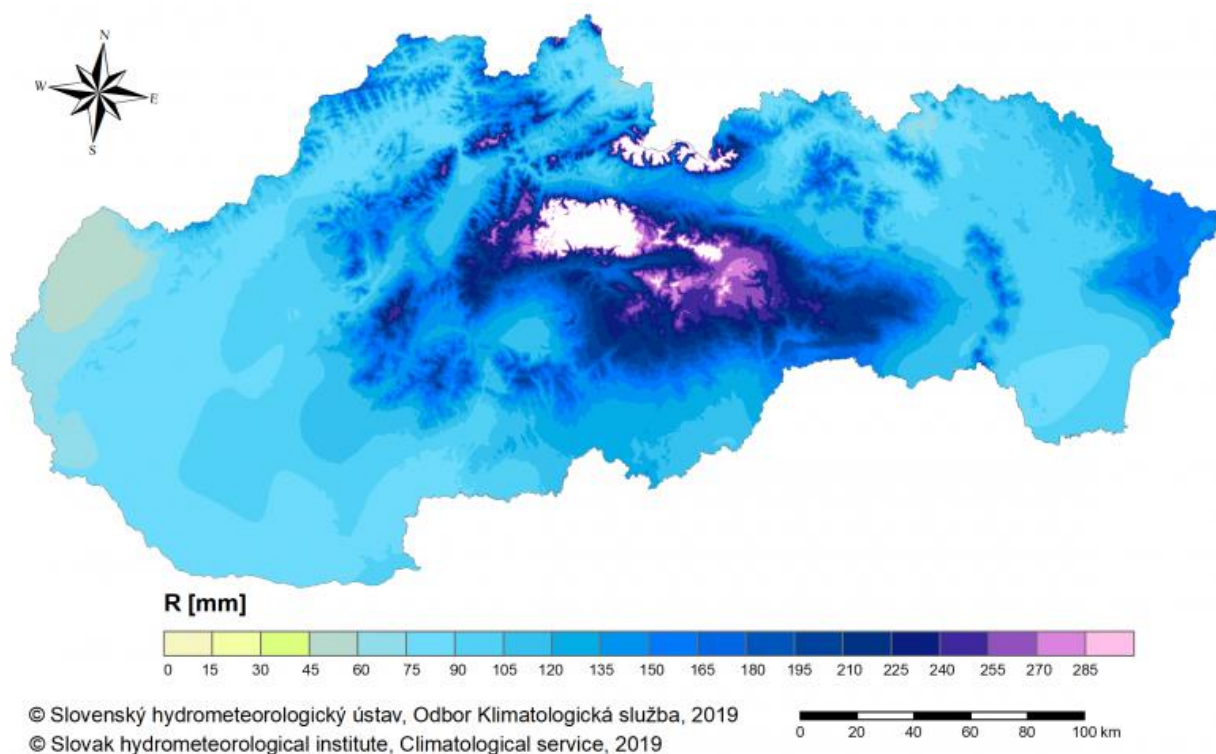 N
W E
S
R [mm]
0 15 30 45 60 75 90 105 120 135 150 165 180 195 210 225 240 255 270 285
© Slovenský hydrometeorologický ústav, Odbor Klimatologická služba, 2019
© Slovak hydrometeorological institute, Climatological service, 2019
0 20 40 60 80 100 km